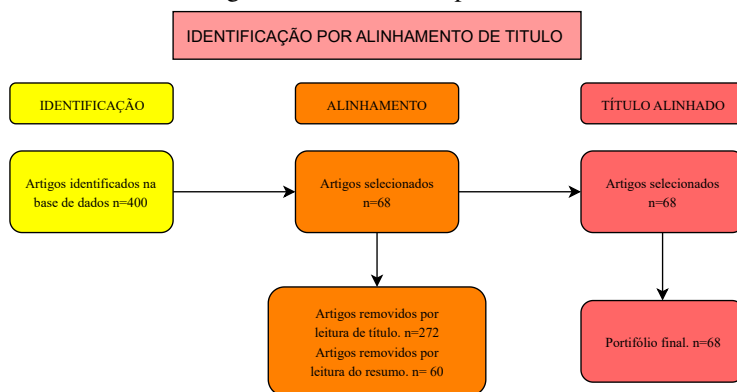 IDENTIFICAÇÃO POR ALINHAMENTO DE TITULO
IDENTIFICAÇÃO
ALINHAMENTO
TÍTULO ALINHADO
Artigos identificados na
base de dados n=400
Artigos selecionados
n=68
Artigos selecionados
n=68
Artigos removidos por
leitura de título. n=272
Artigos removidos por
leitura do resumo. n= 60
Portifólio final. n=68